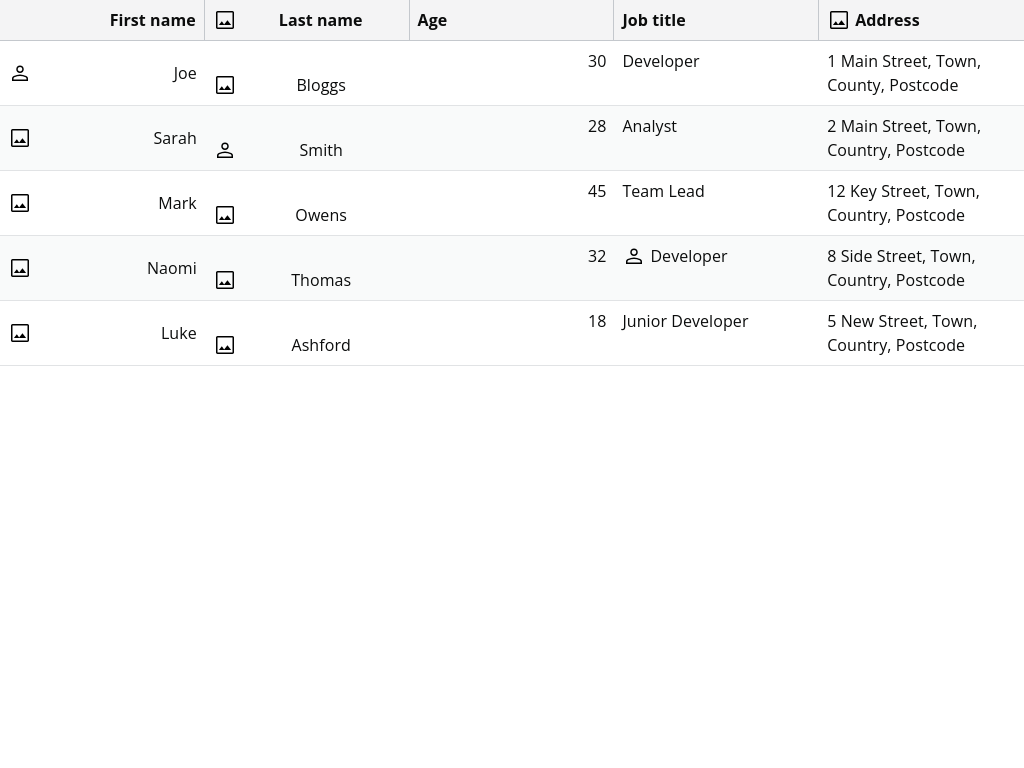 First name Last name Age Job title Address
Joe Bloggs 30 Developer 1 Main Street, Town,
County, Postcode
Sarah Smith 28 Analyst 2 Main Street, Town,
Country, Postcode
Mark Owens 45 Team Lead 12 Key Street, Town,
Country, Postcode
Naomi Thomas 32 Developer 8 Side Street, Town,
Country, Postcode
Luke Ashford 18 Junior Developer 5 New Street, Town,
Country, Postcode